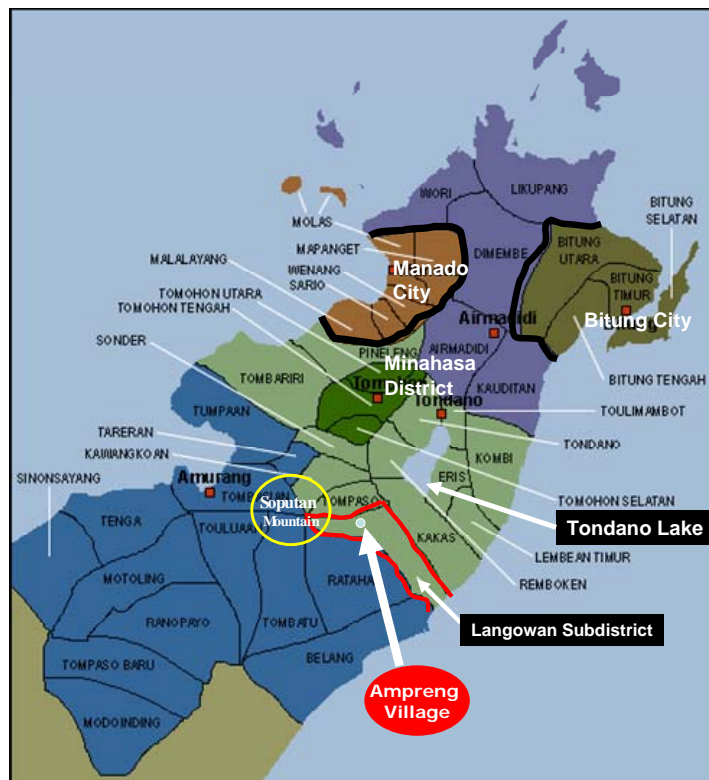 WORI
LIKUPANG
MOLAS
BITUNG
SELATAN
MAPANGET
BITUNG
UTARA
MALALAYANG
DIMEMBE
WENANG
SARIO
Manado
City
BITUNG
TIMUR
TOMOHON UTARA
TOMOHON TENGAH
Airmadidi
Bitung City
SONDER
PINELENG
AIRMADIDI
Minahasa
District
TOMBARIRI
KAUDITAN
BITUNG TENGAH
TUMPAAN
Tondano
TOULIMAMBOT
TARERAN
TONDANO
KAWANGKOAN
KOMBI
SINONSAYANG
Amurang
ERIS
TOMPASO
TOMOHON SELATAN
Soputan
Mountain
TENGA
TOULUAA
Tondano Lake
KAKAS
LEMBEAN TIMUR
MOTOLING
RATAHA
REMBOKEN
RANOPAYO
TOMBATU
Langowan Subdistrict
BELANG
TOMPASO BARU
Ampreng
Village
MODOINDING